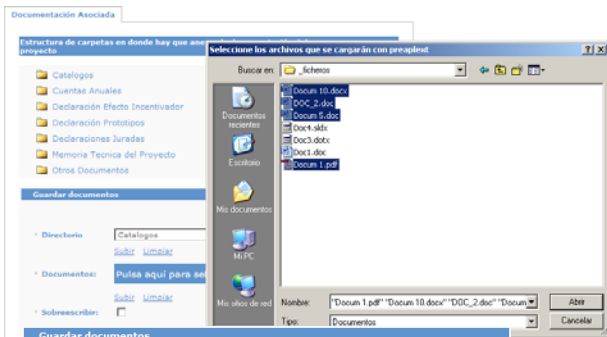 Documentación Asociada
Estructura de carpetas en donde hay que
proyecto
Catalogos
Cuentas Anuales
Declaración Efecto Incentivador
Declaración Prototipos
Declaraciones Juradas
Memoria Tecnica del Proyecto
Otros Documentos
Guardar documentos
Directorio
Catalogos
Subir Limpiar
Documentos:
Pulsa aquí para sel
Subir Limpiar
Sobreescribir:
Guardar documentos
Seleccione los archivos que se cargarán con preaplext
Buscar en:
_ficheros
Documentos
recientes
Escritorio
Mis documentos
Mi PC
Mis sitios de red
Docum 10.docx
DOC_2.doc
Docum 5.doc
Doc4.sldx
Doc3.dotx
Doc1.doc
Docum 1.pdf
Nombre:
"Docum 1.pdf" "Docum 10.docx" "DOC_2.doc" "Docum
Abrir
Tipo:
Documentos
Cancelar